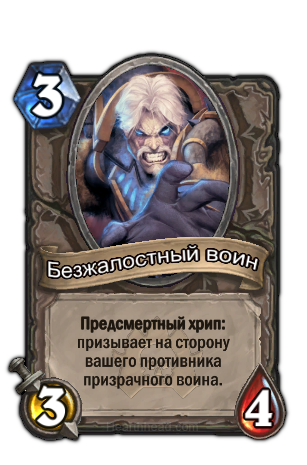 3
Безжалостный воин
Предсмертный хрип:
призывает на сторону
вашего противника
призрачного воина.
3
4